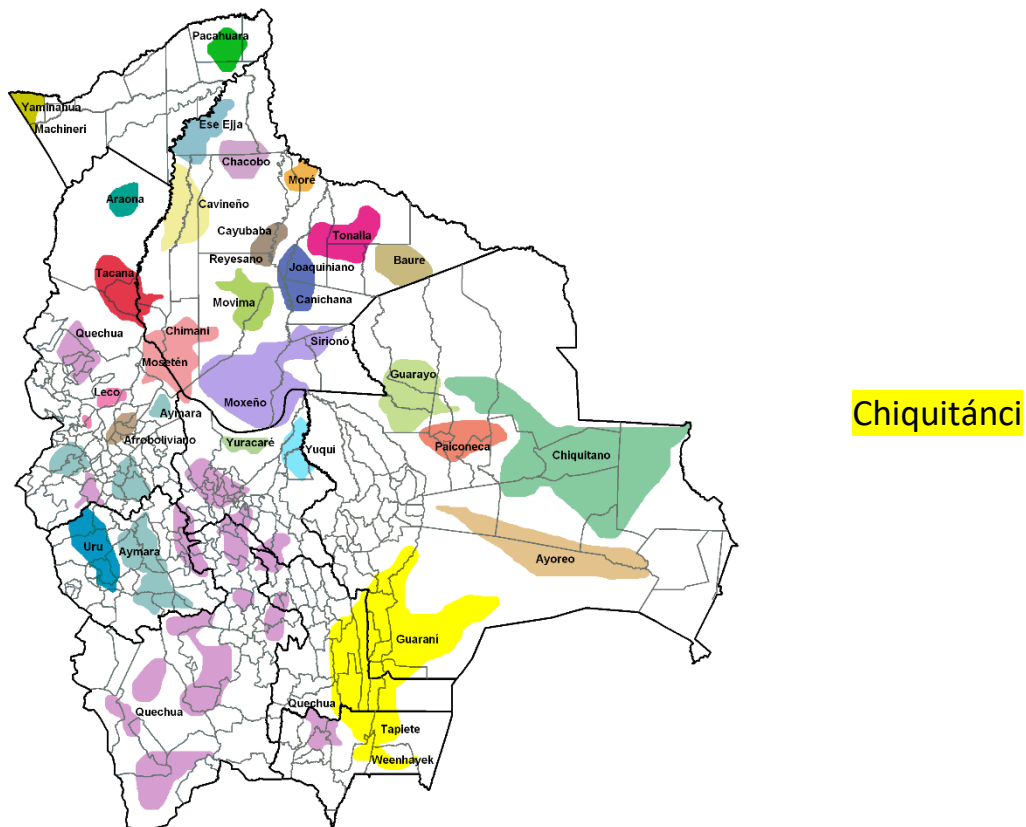 Pacahuara
Yaminahua
Machineri
Ese Ejja
Chacobo
Moré
Araona
Cavineño
Cayubaba
Tonalla
Reyesano
Joaquiniano
Baure
Tacana
Movima
Canichana
Quechua
Chimani
Sirionó
Mosetén
Guarayo
Leco
Moxeño
Aymara
Chiquitánci
Afroboliviano
Yuracaré
Yuqui
Paiconeca
Chiquitano
Uru
Aymara
Ayoreo
Guaraní
Quechua
Quechua
Tapiete
Weenhayek